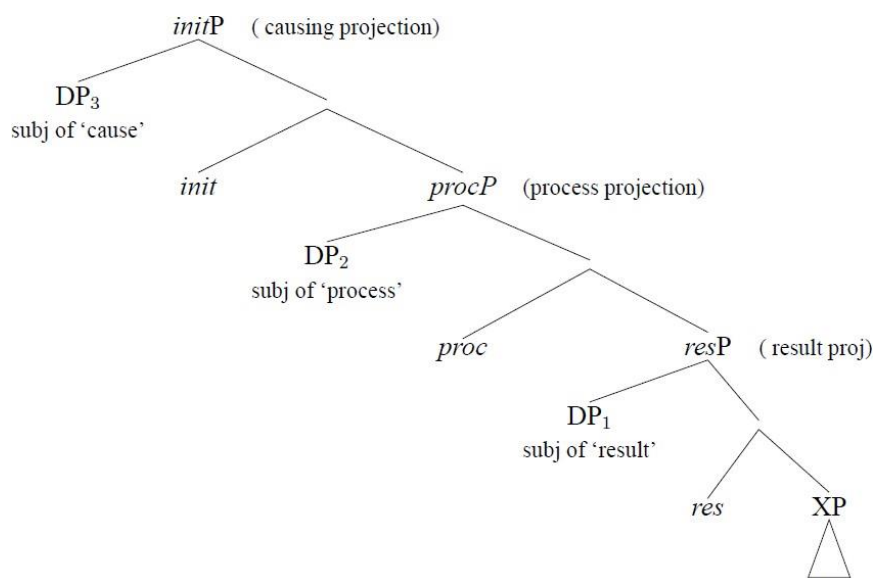 initP ( causing projection)
DP₃
subj of ‘cause’
init procP (process projection)
DP₂
subj of ‘process’
proc resP ( result proj)
DP₁
subj of ‘result’
res XP